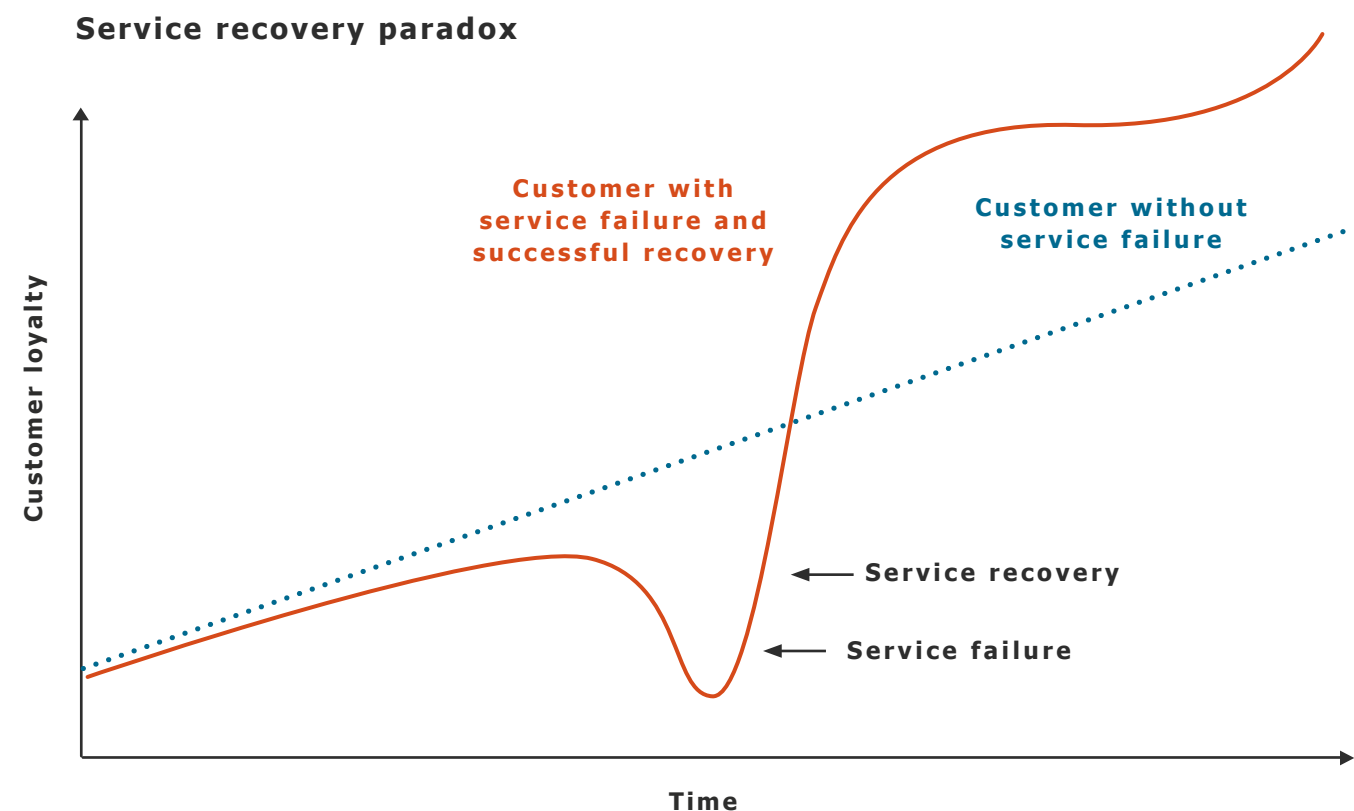 Service recovery paradox
Customer with
service failure and
successful recovery
Customer without
service failure
Customer loyalty
Service recovery
Service failure
Time